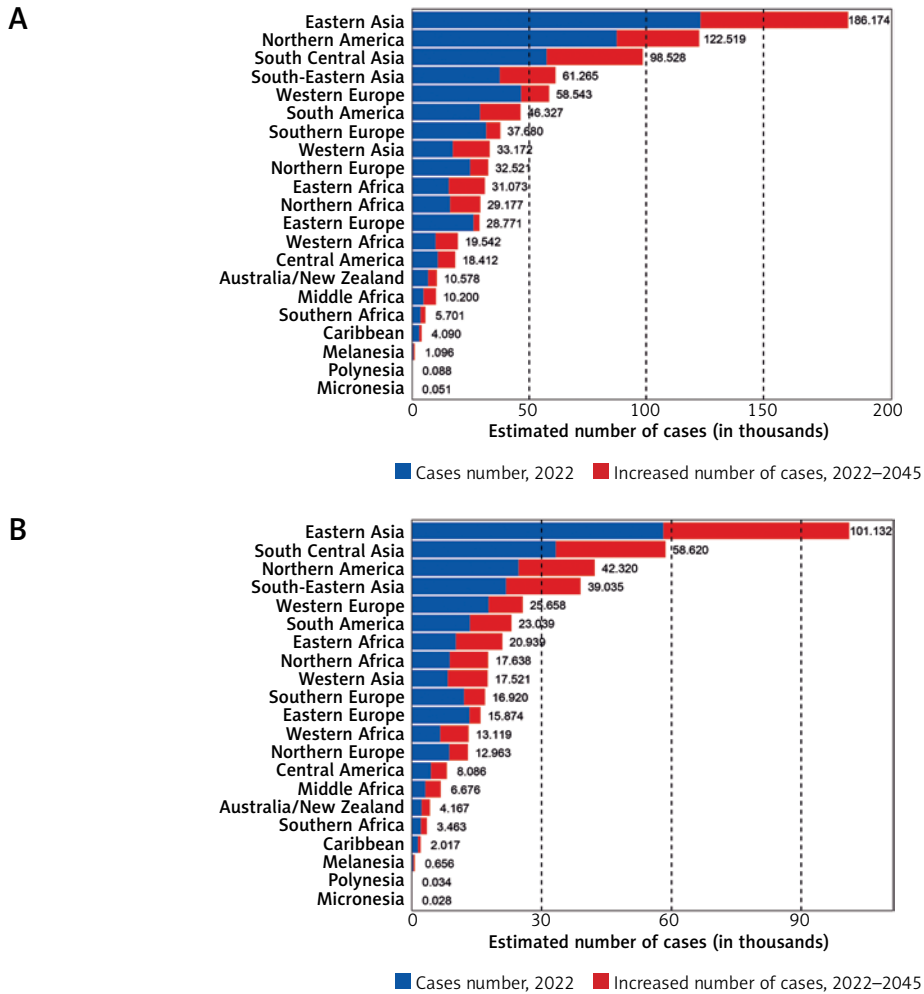 A
Eastern Asia 186.174
Northern America 122.519
South Central Asia 98.528
South-Eastern Asia 61.265
Western Europe 58.543
South America 46.327
Southern Europe 37.680
Western Asia 33.172
Northern Europe 32.521
Eastern Africa 31.073
Northern Africa 29.177
Eastern Europe 28.771
Western Africa 19.542
Central America 18.412
Australia/New Zealand 10.578
Middle Africa 10.200
Southern Africa 5.701
Caribbean 4.090
Melanesia 1.096
Polynesia 0.088
Micronesia 0.051
0 50 100 150 200
Estimated number of cases (in thousands)
Cases number, 2022 Increased number of cases, 2022–2045
B
Eastern Asia 101.132
South Central Asia 58.620
Northern America 42.320
South-Eastern Asia 39.035
Western Europe 25.658
South America 23.039
Eastern Africa 20.939
Northern Africa 17.638
Western Asia 17.521
Southern Europe 16.920
Eastern Europe 15.874
Western Africa 13.119
Northern Europe 12.963
Central America 8.086
Middle Africa 6.676
Australia/New Zealand 4.167
Southern Africa 3.463
Caribbean 2.017
Melanesia 0.656
Polynesia 0.034
Micronesia 0.028
0 30 60 90
Estimated number of cases (in thousands)
Cases number, 2022 Increased number of cases, 2022–2045